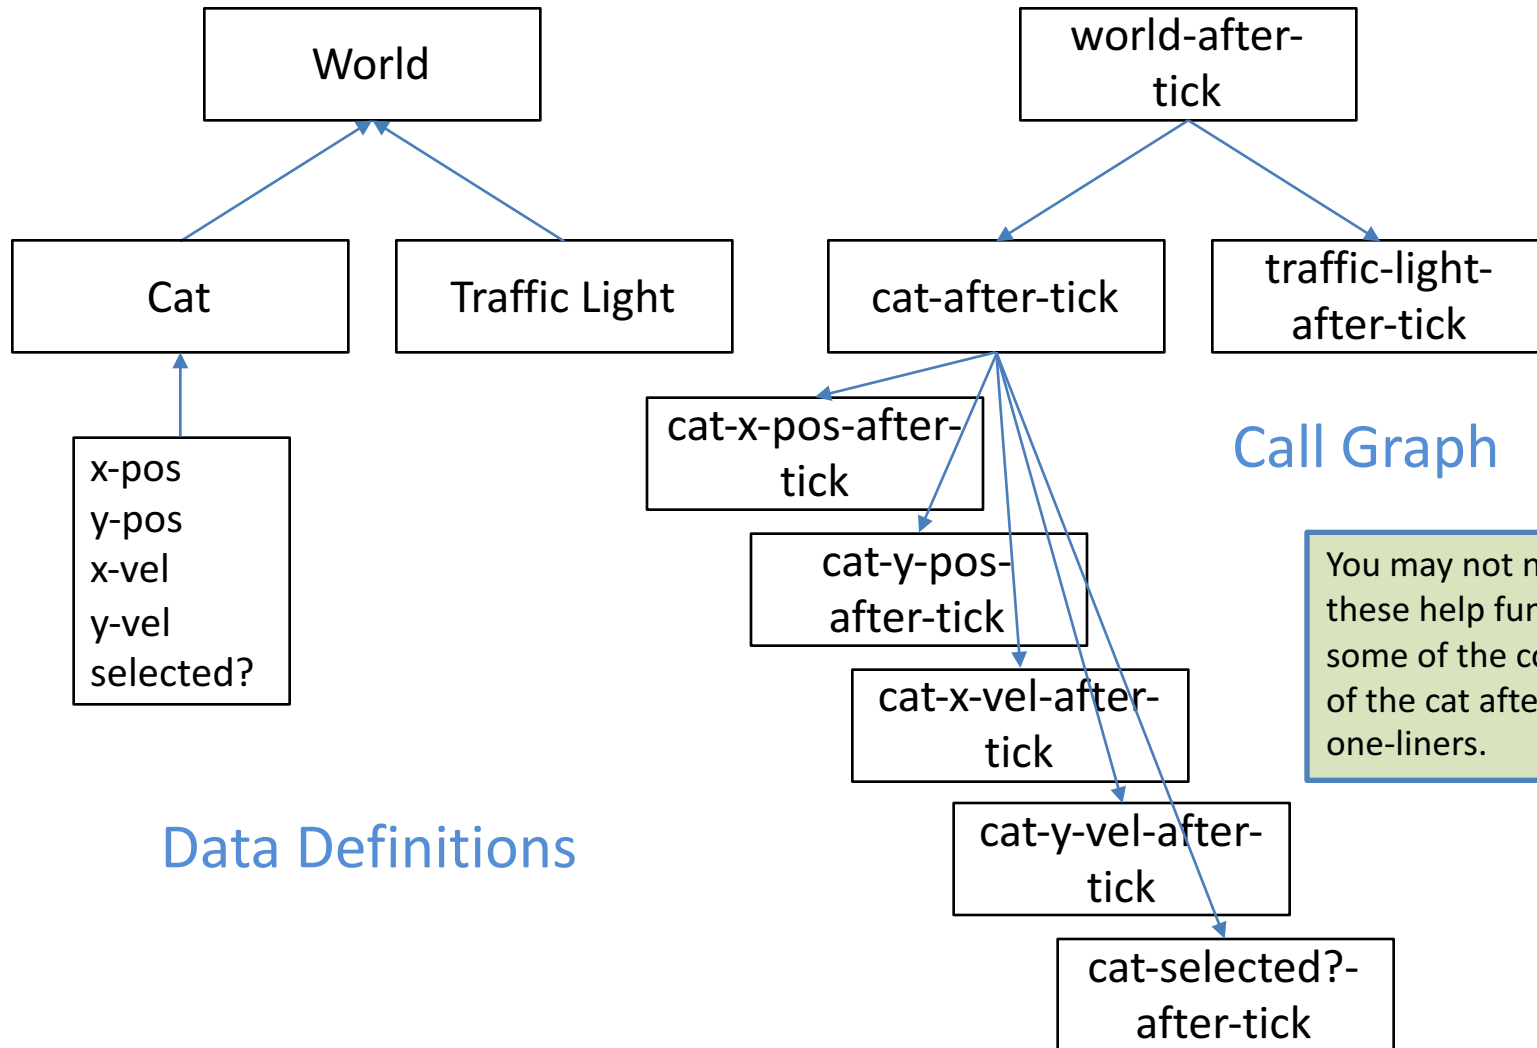 World
Cat
Traffic Light
x-pos
y-pos
x-vel
y-vel
selected?
Data Definitions
world-after-
tick
cat-after-tick
traffic-light-
after-tick
cat-x-pos-after-
tick
cat-y-pos-
after-tick
cat-x-vel-after-
tick
cat-y-vel-after-
tick
cat-selected?-
after-tick
Call Graph
You may not
these help
some of the
of the cat
one-liners.